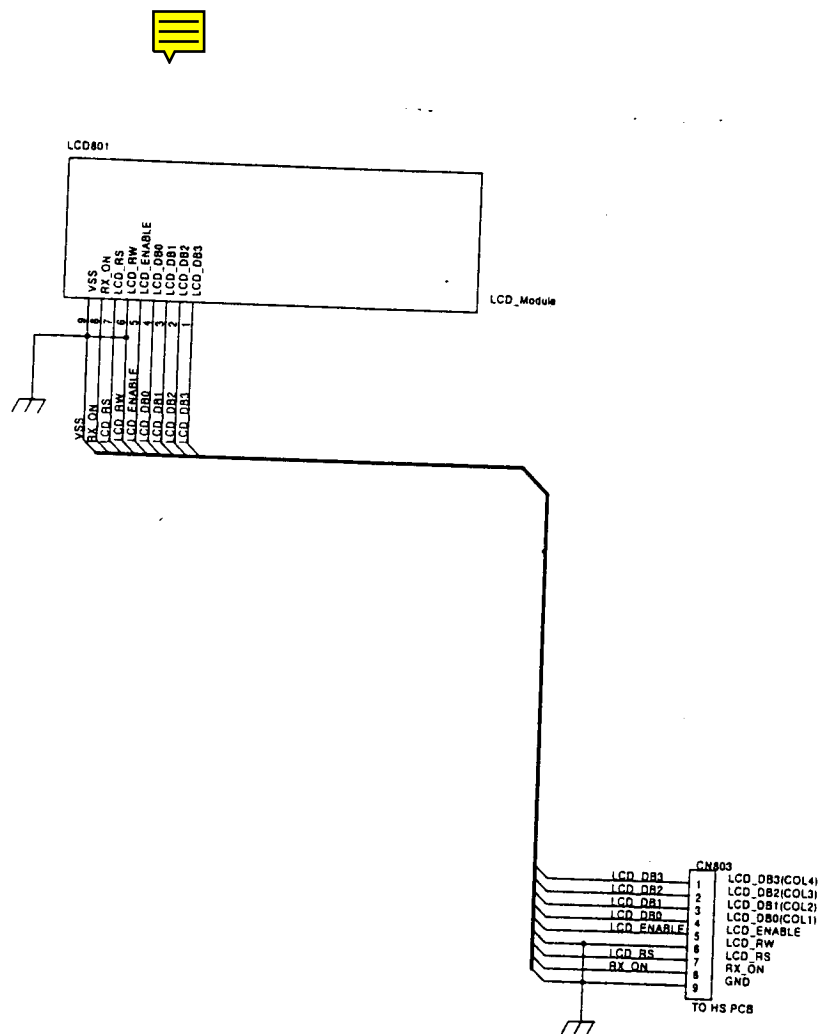 LCD801
VSS
RX_ON
LCD_RS
LCD_RW
LCD_ENABLE
LCD_DB0
LCD_DB1
LCD_DB2
LCD_DB3
LCD_Module
9
8
7
6
5
4
3
2
1
VSS
RX_ON
LCD_RS
LCD_RW
LCD_ENABLE
LCD_DB0
LCD_DB1
LCD_DB2
LCD_DB3
CN803
LCD_DB3 1 LCD_DB3(COL4)
LCD_DB2 2 LCD_DB2(COL3)
LCD_DB1 3 LCD_DB1(COL2)
LCD_DB0 4 LCD_DB0(COL1)
LCD_ENABLE 5 LCD_ENABLE
6 LCD_RW
LCD_RS 7 LCD_RS
RX_ON 8 RX_ON
9 GND
TO HS PCB